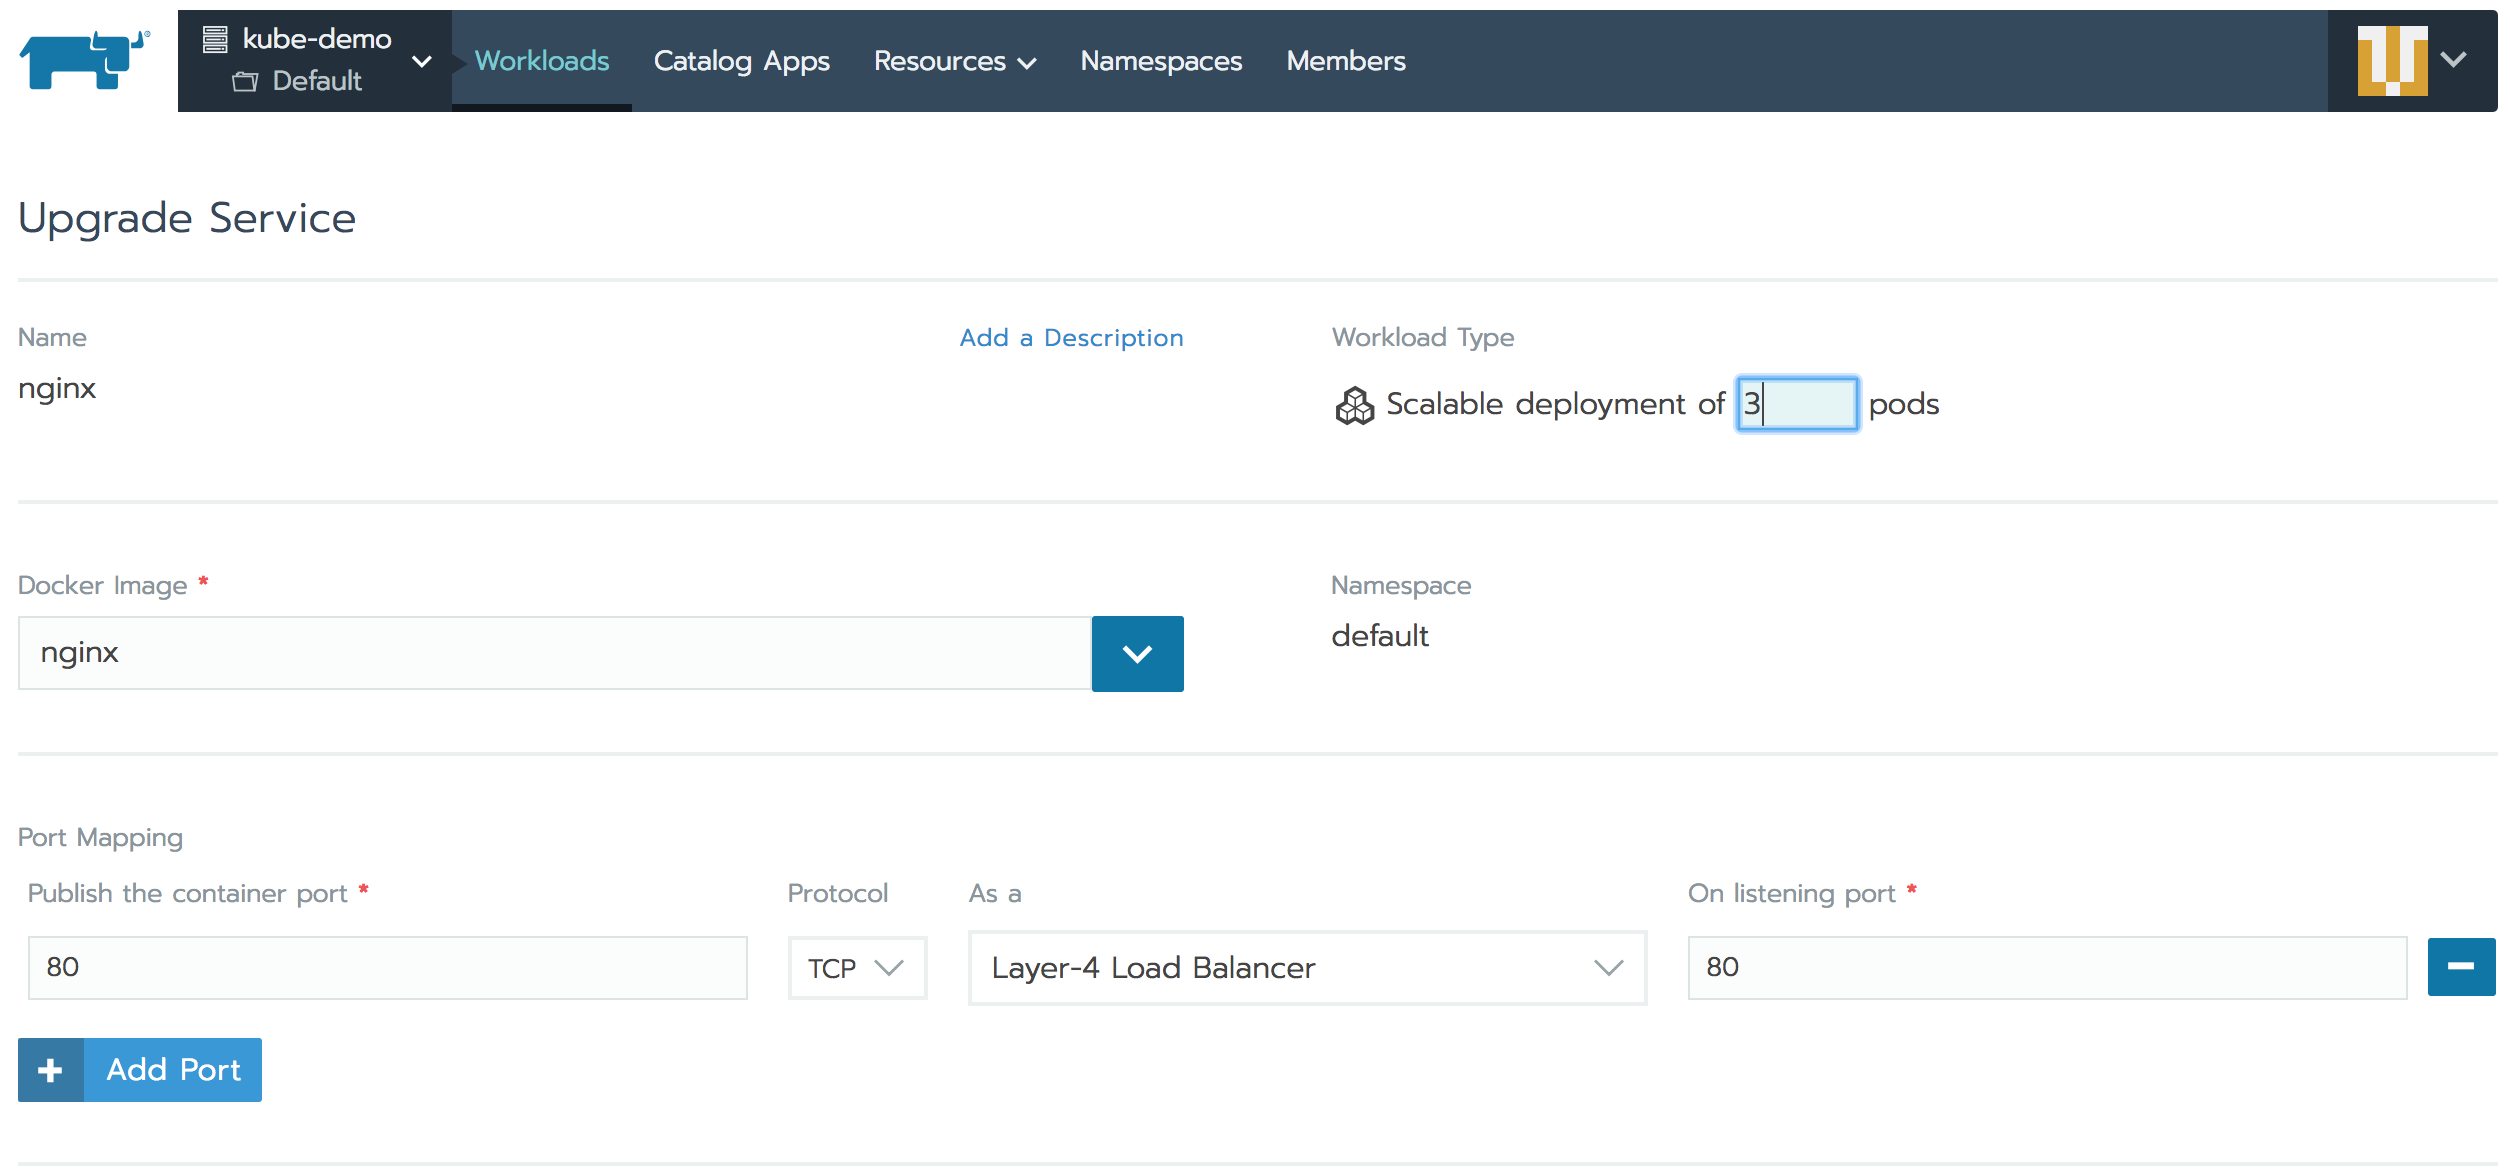 kube-demo
Default
Workloads
Catalog Apps
Resources
Namespaces
Members
Upgrade Service
Name
Add a Description
Workload Type
nginx
Scalable deployment of 3 pods
Docker Image *
Namespace
nginx
default
Port Mapping
Publish the container port *
Protocol
As a
On listening port *
80
TCP
Layer-4 Load Balancer
80
Add Port